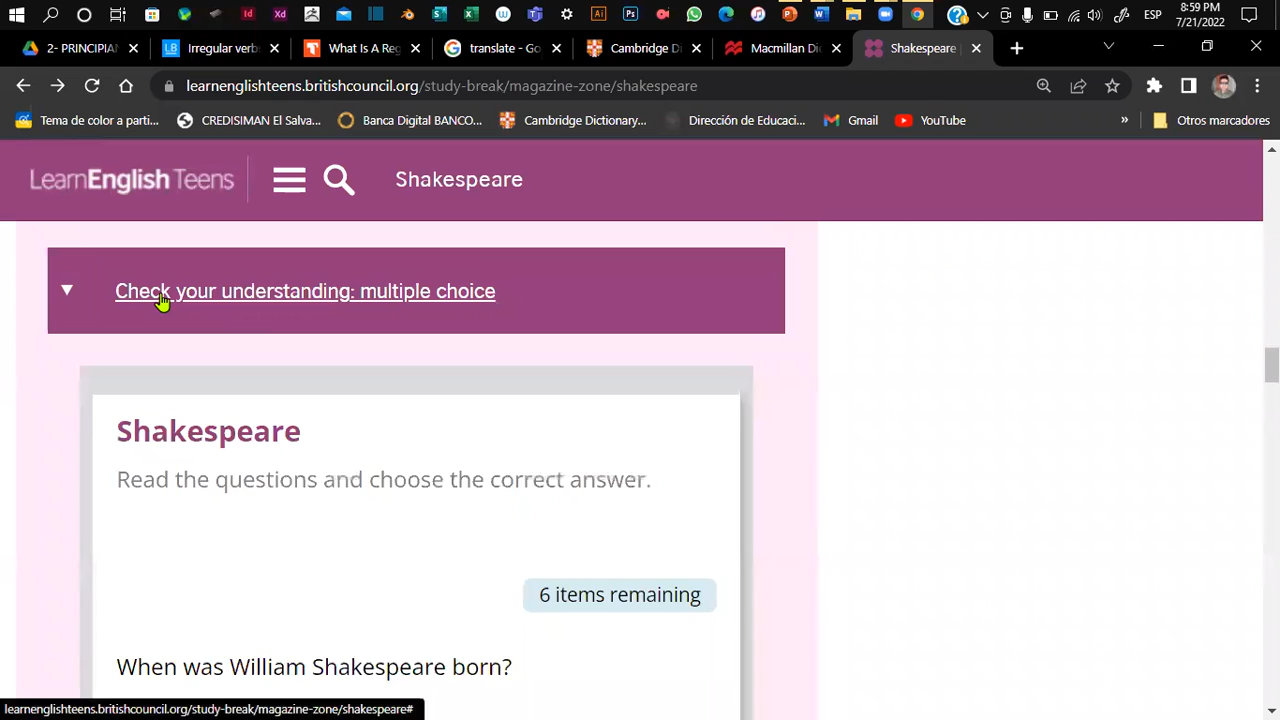 8:59 PM
ESP
7/21/2022
2- PRINCIPIAN
Irregular verb
What Is A Reg
translate - Go
Cambridge Di
Macmillan Dic
Shakespeare
learnenglishteens.britishcouncil.org/study-break/magazine-zone/shakespeare
Tema de color a parti...
CREDISIMAN El Salva...
Banca Digital BANCO...
Cambridge Dictionary...
Dirección de Educaci...
Gmail
YouTube
»
Otros marcadores
LearnEnglish Teens
Shakespeare
Check your understanding: multiple choice
Shakespeare
Read the questions and choose the correct answer.
6 items remaining
When was William Shakespeare born?
learnenglishteens.britishcouncil.org/study-break/magazine-zone/shakespeare#